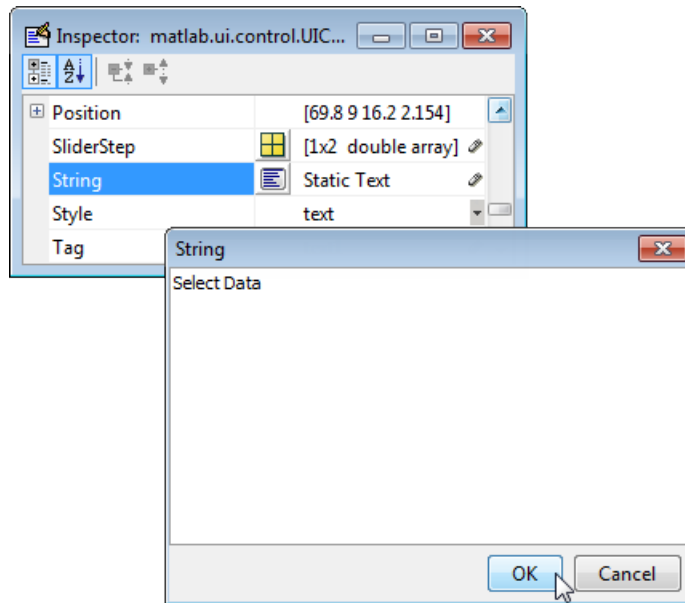 Inspector: matlab.ui.control.UIC...
Position [69.8 9 16.2 2.154]
SliderStep [1x2 double array]
String Static Text
Style text
Tag
String
Select Data
OK Cancel